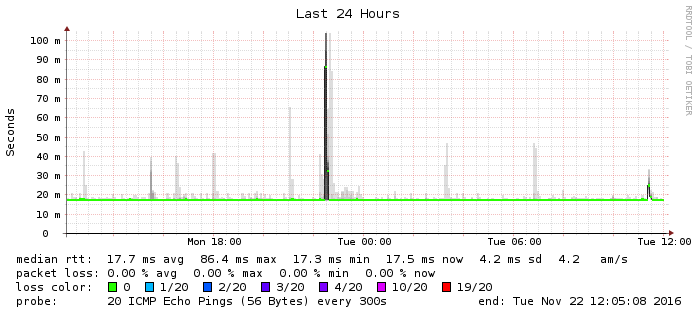 Last 24 Hours
RRDTOOL / TOBI OETIKER
Seconds
100 m
90 m
80 m
70 m
60 m
50 m
40 m
30 m
20 m
10 m
0
Mon 18:00 Tue 00:00 Tue 06:00 Tue 12:00
median rtt: 17.7 ms avg 86.4 ms max 17.3 ms min 17.5 ms now 4.2 ms sd 4.2 am/s
packet loss: 0.00 % avg 0.00 % max 0.00 % min 0.00 % now
loss color: 0 1/20 2/20 3/20 4/20 10/20 19/20
probe: 20 ICMP Echo Pings (56 Bytes) every 300s end: Tue Nov 22 12:05:08 2016